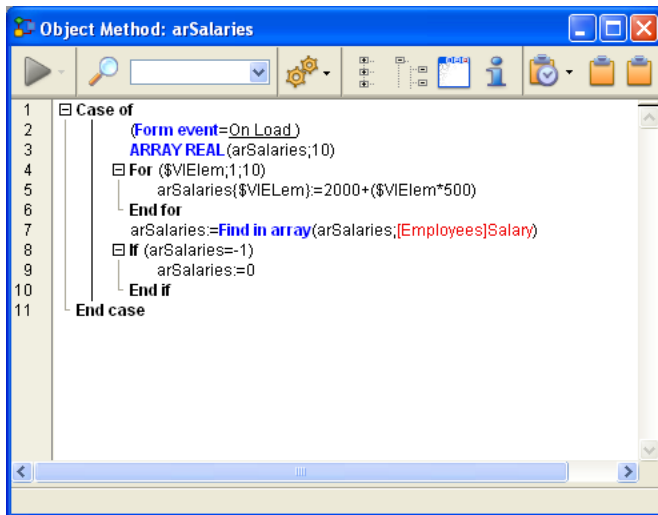 Object Method: arSalaries
1 Case of
2 (Form event=On Load )
3 ARRAY REAL(arSalaries;10)
4 For ($VlElem;1;10)
5 arSalaries{$VlELem}:=2000+($VlElem*500)
6 End for
7 arSalaries:=Find in array(arSalaries;[Employees]Salary)
8 If (arSalaries=-1)
9 arSalaries:=0
10 End if
11 End case